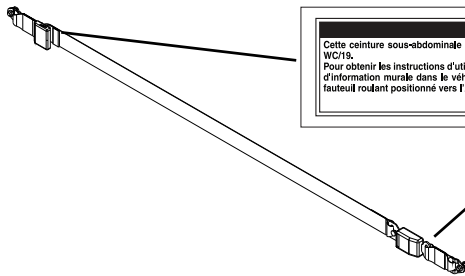 Cette ceinture sous-abdominale
WC/19.
Pour obtenir les instructions d'uti
d'information murale dans le véh
fauteuil roulant positionné vers l'